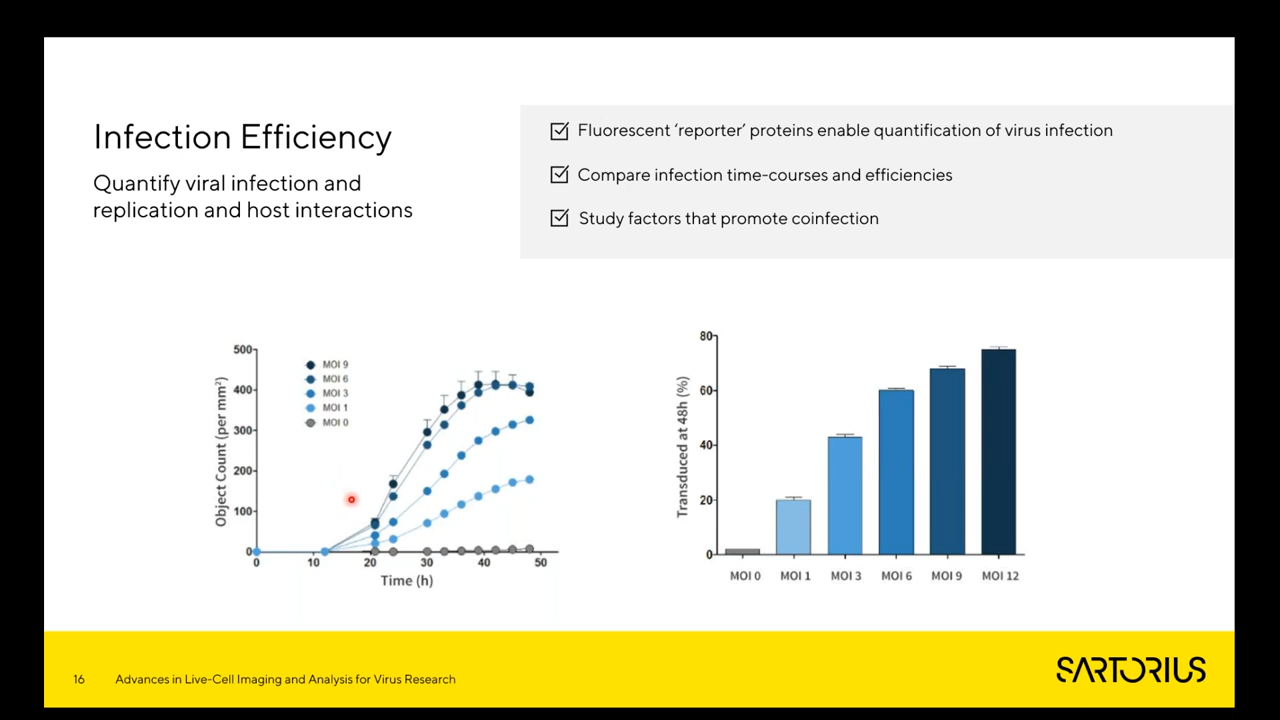 Infection Efficiency
Quantify viral infection and
replication and host interactions
Fluorescent ‘reporter’ proteins enable quantification of virus infection
Compare infection time-courses and efficiencies
Study factors that promote coinfection
Object Count (per mm²)
500
400
300
200
100
0
MOI 9
MOI 6
MOI 3
MOI 1
MOI 0
0 10 20 30 40 50
Time (h)
Transduced at 48h (%)
80
60
40
20
0
MOI 0 MOI 1 MOI 3 MOI 6 MOI 9 MOI 12
16 Advances in Live-Cell Imaging and Analysis for Virus Research
SARTORIUS